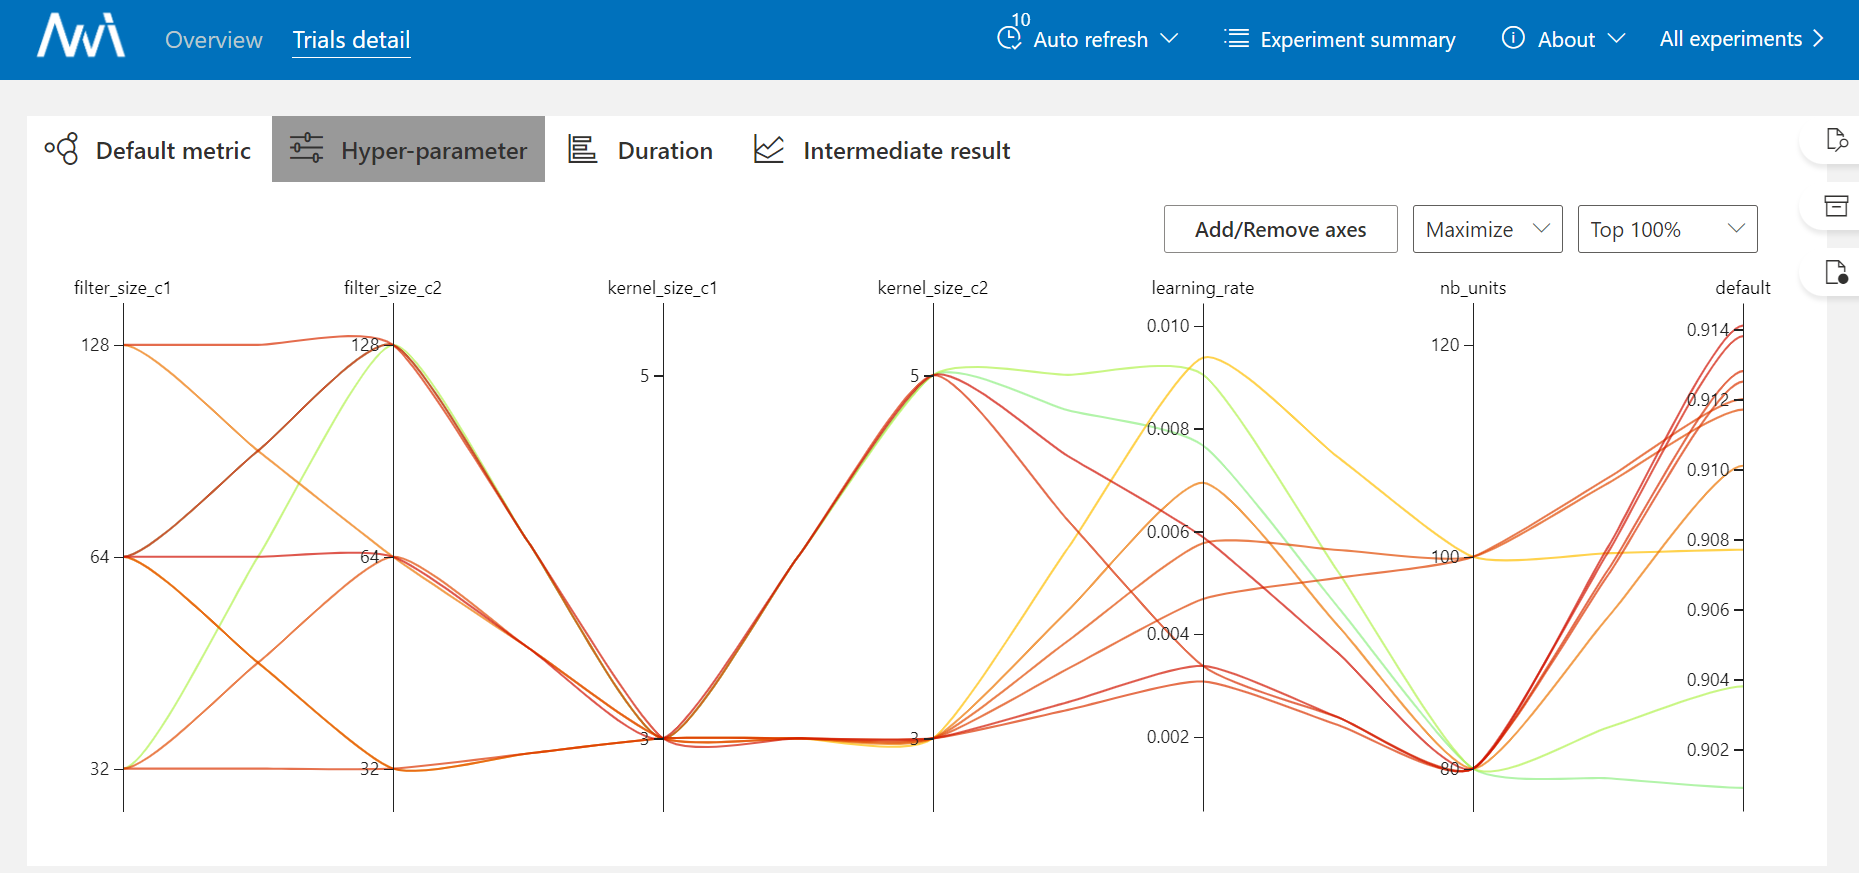 NNI
Overview
Trials detail
10
Auto refresh
Experiment summary
About
All experiments
Default metric
Hyper-parameter
Duration
Intermediate result
Add/Remove axes
Maximize
Top 100%
filter_size_c1
filter_size_c2
kernel_size_c1
kernel_size_c2
learning_rate
nb_units
default
128
64
32
128
64
32
5
3
5
3
0.010
0.008
0.006
0.004
0.002
120
100
80
0.914
0.912
0.910
0.908
0.906
0.904
0.902